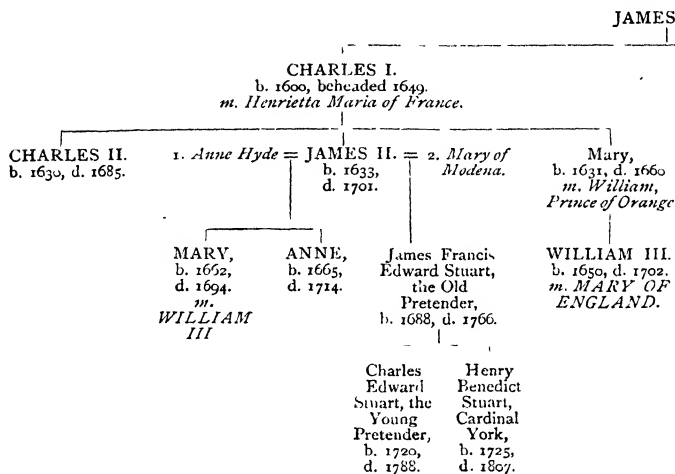 JAMES
CHARLES I.
b. 1600, beheaded 1649.
m. Henrietta Maria of France.
CHARLES II.
b. 1630, d. 1685.
1. Anne Hyde = JAMES II. = 2. Mary of
Modena.
b. 1633,
d. 1701.
Mary,
b. 1631, d. 1660
m. William,
Prince of Orange
MARY,
b. 1662,
d. 1694.
m.
WILLIAM
III
ANNE,
b. 1665,
d. 1714.
James Francis
Edward Stuart,
the Old
Pretender,
b. 1688, d. 1766.
WILLIAM III.
b. 1650, d. 1702.
m. MARY OF
ENGLAND.
Charles
Edward
Stuart, the
Young
Pretender,
b. 1720,
d. 1788.
Henry
Benedict
Stuart,
Cardinal
York,
b. 1725,
d. 1807.